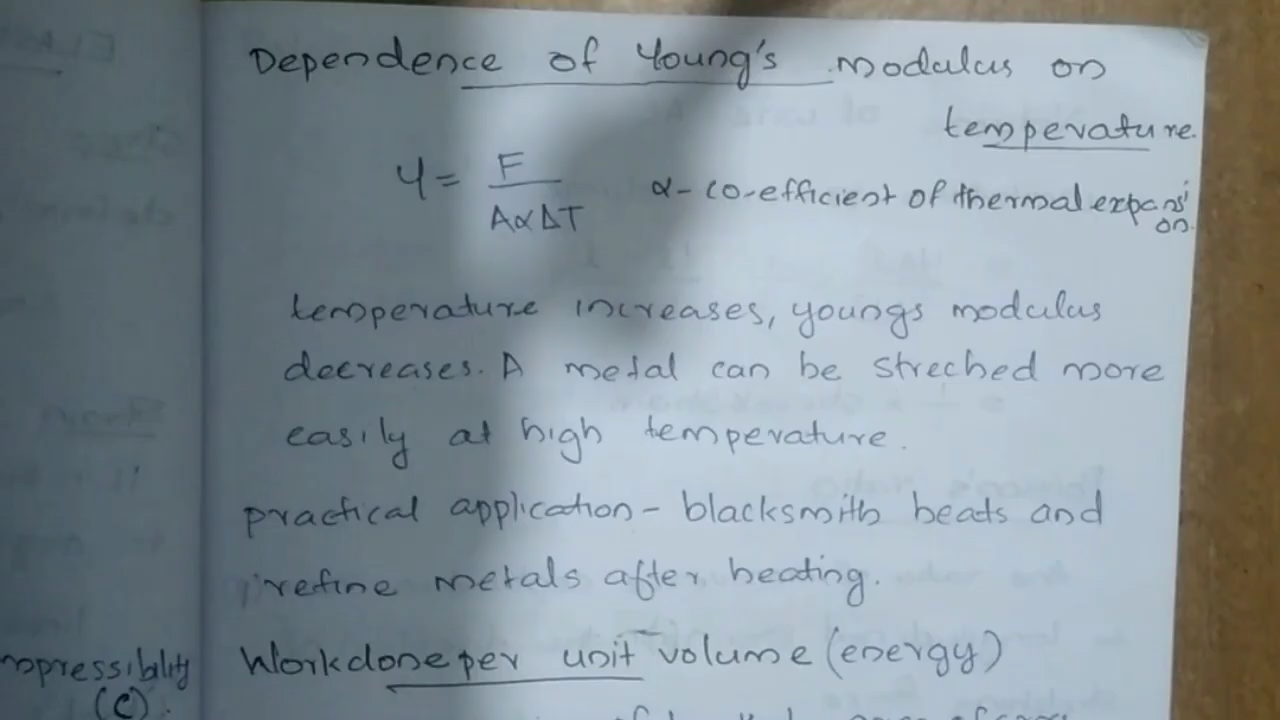 Dependence of Young's modulus on
temperature.
Y = F / AαΔT   α - co-efficient of thermal expansion.
temperature increases, youngs modulus
decreases. A metal can be streched more
easily at high temperature.
practical application - blacksmith beats and
refine metals after heating.
Workdone per unit volume (energy)
(C).